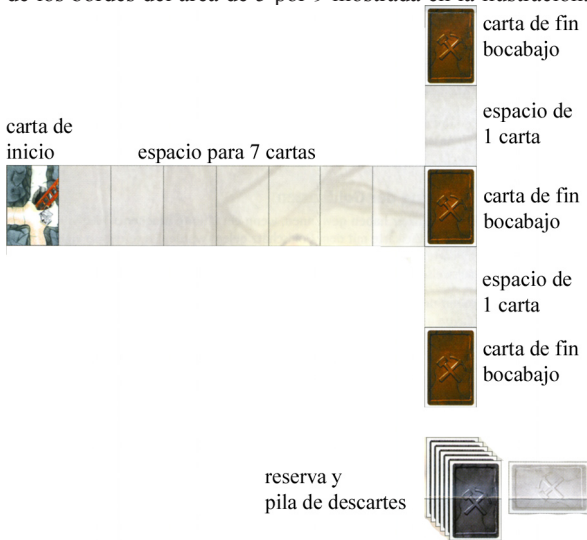 de los bordes del área de 5 por 9 mostrada en la ilustración.
carta de fin
bocabajo
espacio de
1 carta
carta de
inicio
espacio para 7 cartas
carta de fin
bocabajo
espacio de
1 carta
carta de fin
bocabajo
reserva y
pila de descartes